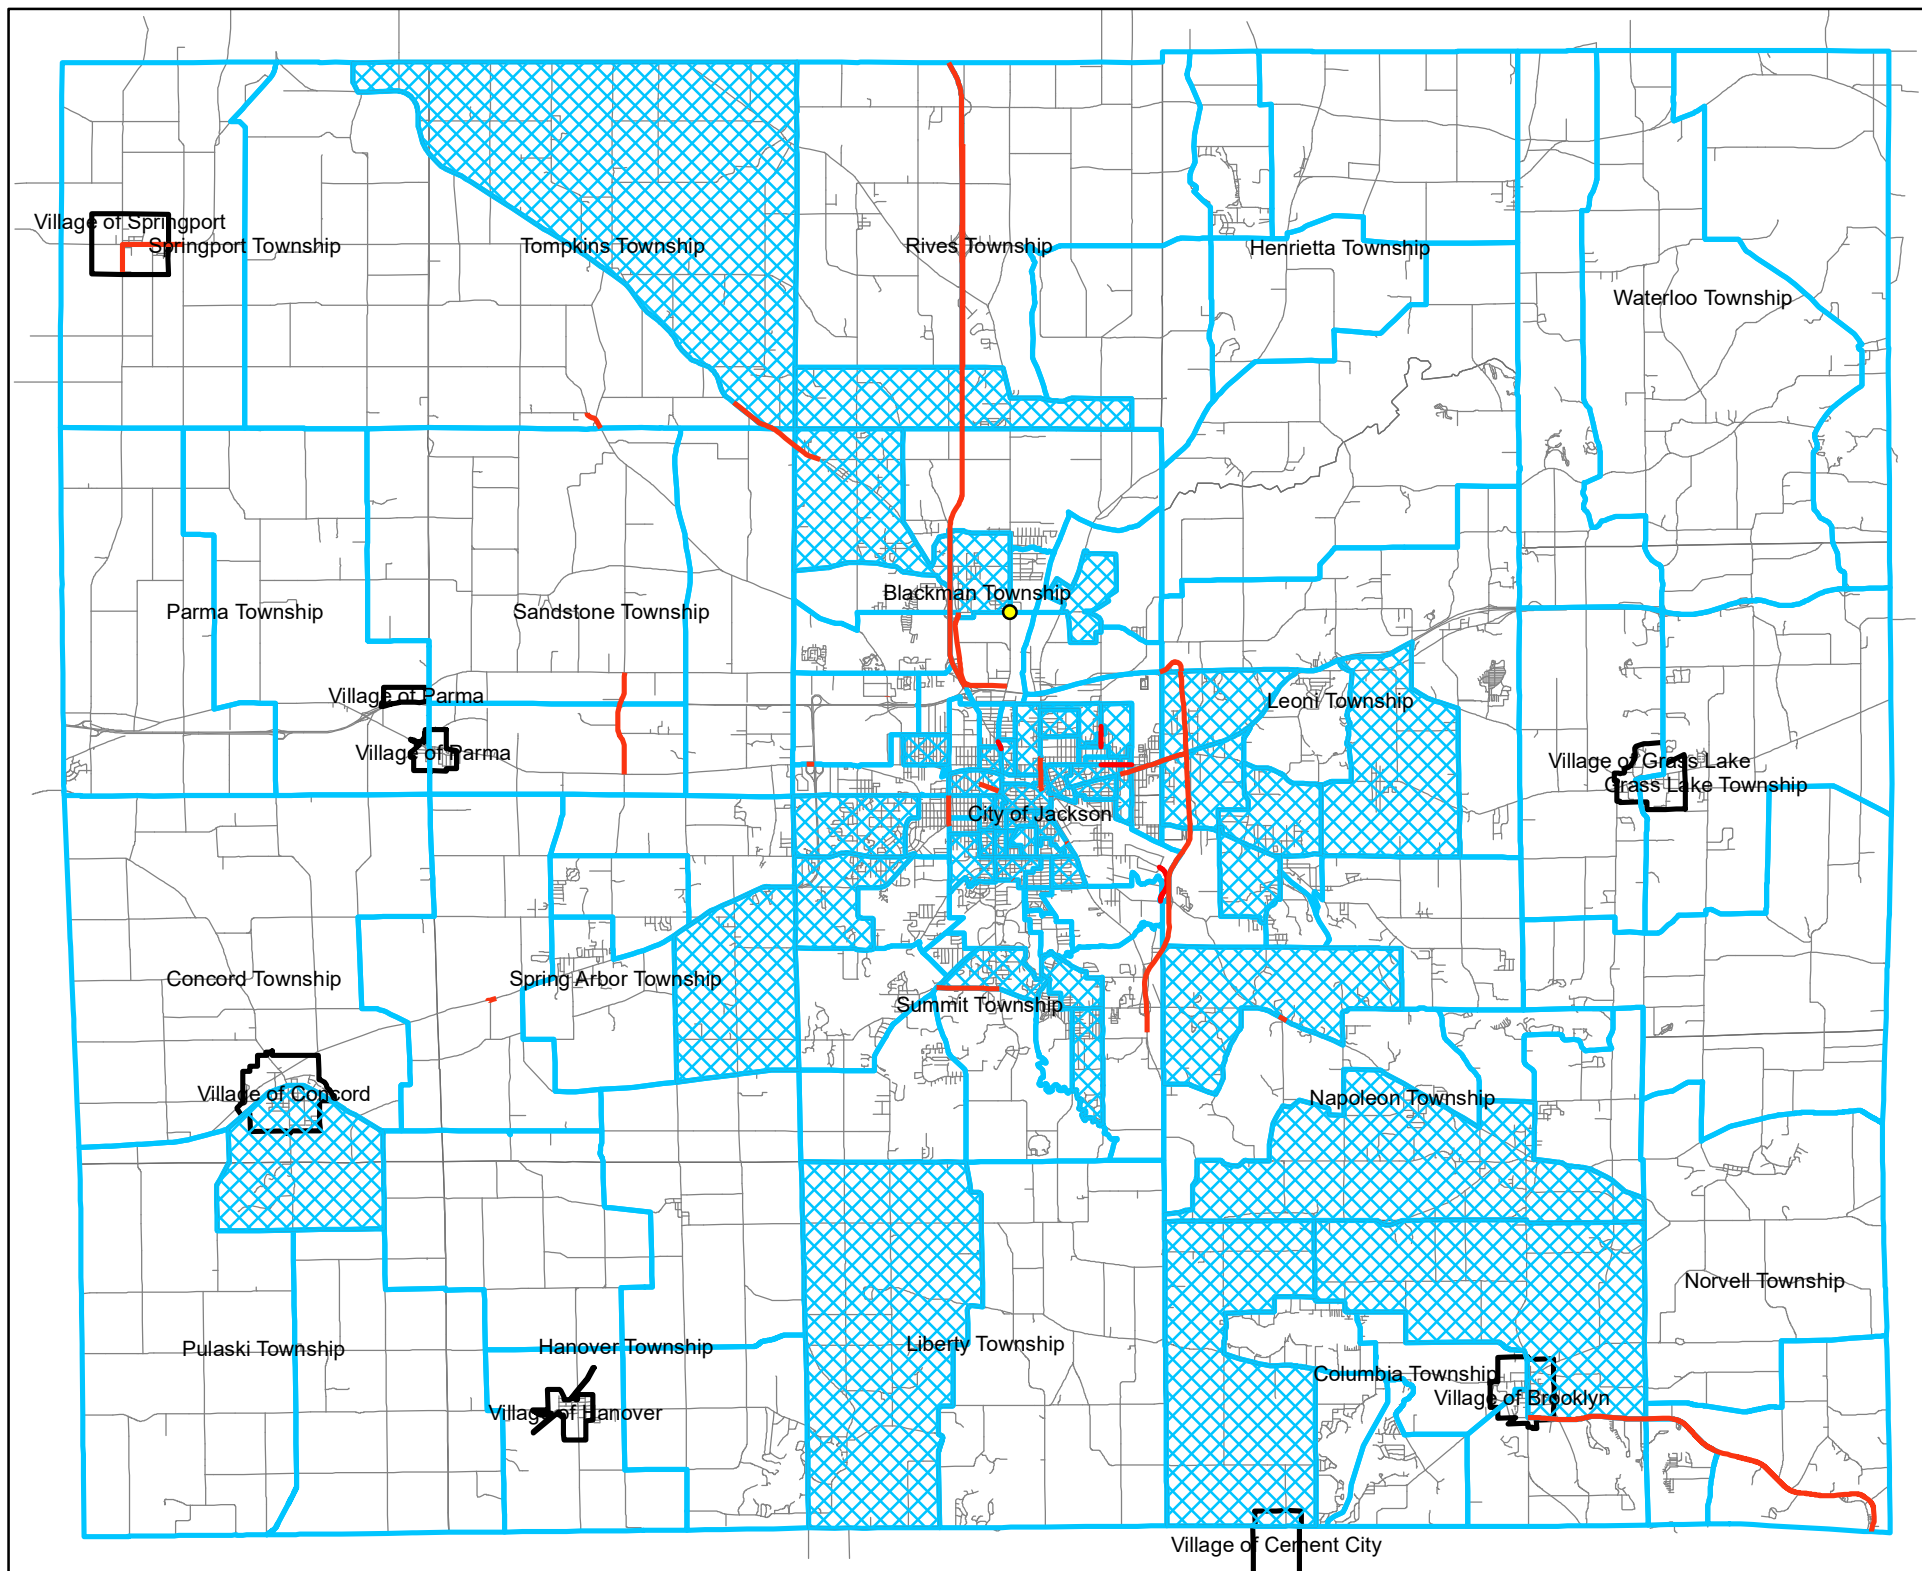 Village of Springport
Springport Township
Tompkins Township
Rives Township
Henrietta Township
Waterloo Township
Blackman Township
Parma Township
Sandstone Township
Village of Parma
Leoni Township
Village of Parma
Village of Grass Lake
Grass Lake Township
City of Jackson
Concord Township
Spring Arbor Township
Summit Township
Village of Concord
Napoleon Township
Norvell Township
Pulaski Township
Hanover Township
Liberty Township
Columbia Township
Village of Brooklyn
Village of Hanover
Village of Cement City